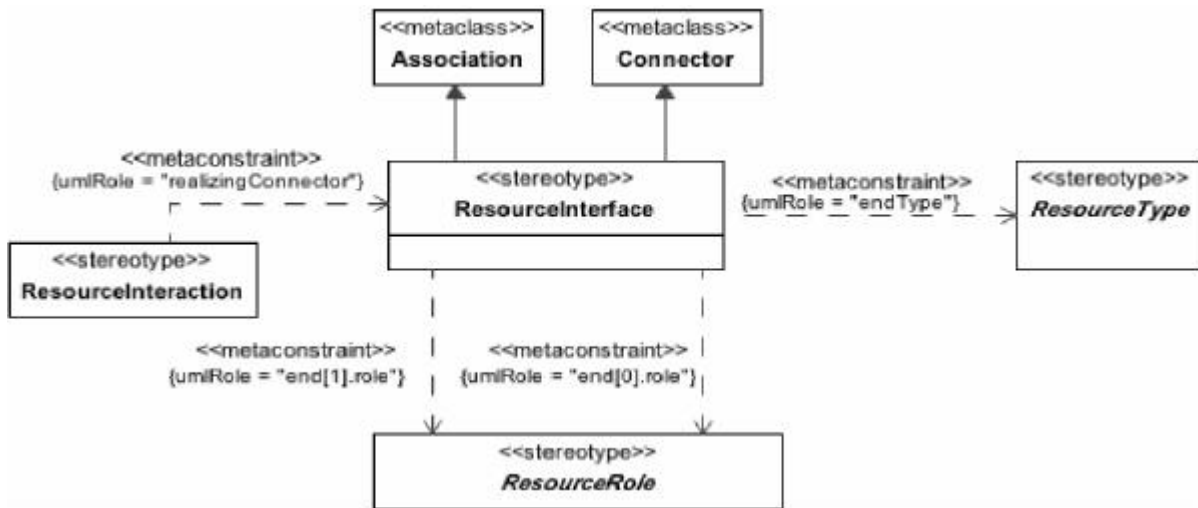 <<metaclass>>
Association
<<metaclass>>
Connector
<<metaconstraint>>
{umlRole = "realizingConnector"}
<<stereotype>>
ResourceInterface
<<metaconstraint>>
{umlRole = "endType"}
<<stereotype>>
ResourceType
<<stereotype>>
ResourceInteraction
<<metaconstraint>>
{umlRole = "end[1].role"}
<<metaconstraint>>
{umlRole = "end[0].role"}
<<stereotype>>
ResourceRole